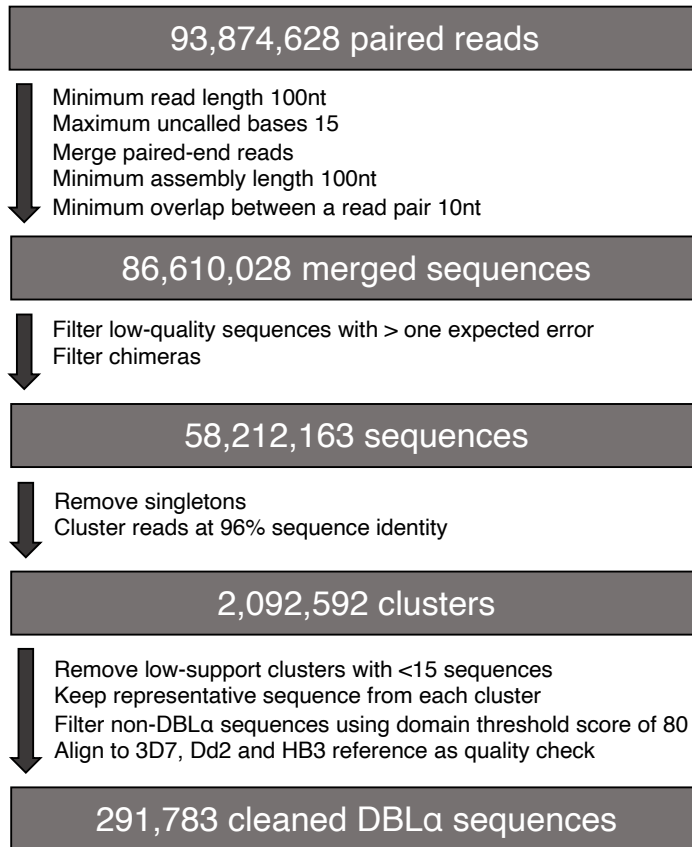 93,874,628 paired reads
Minimum read length 100nt
Maximum uncalled bases 15
Merge paired-end reads
Minimum assembly length 100nt
Minimum overlap between a read pair 10nt
86,610,028 merged sequences
Filter low-quality sequences with > one expected error
Filter chimeras
58,212,163 sequences
Remove singletons
Cluster reads at 96% sequence identity
2,092,592 clusters
Remove low-support clusters with <15 sequences
Keep representative sequence from each cluster
Filter non-DBLα sequences using domain threshold score of 80
Align to 3D7, Dd2 and HB3 reference as quality check
291,783 cleaned DBLα sequences